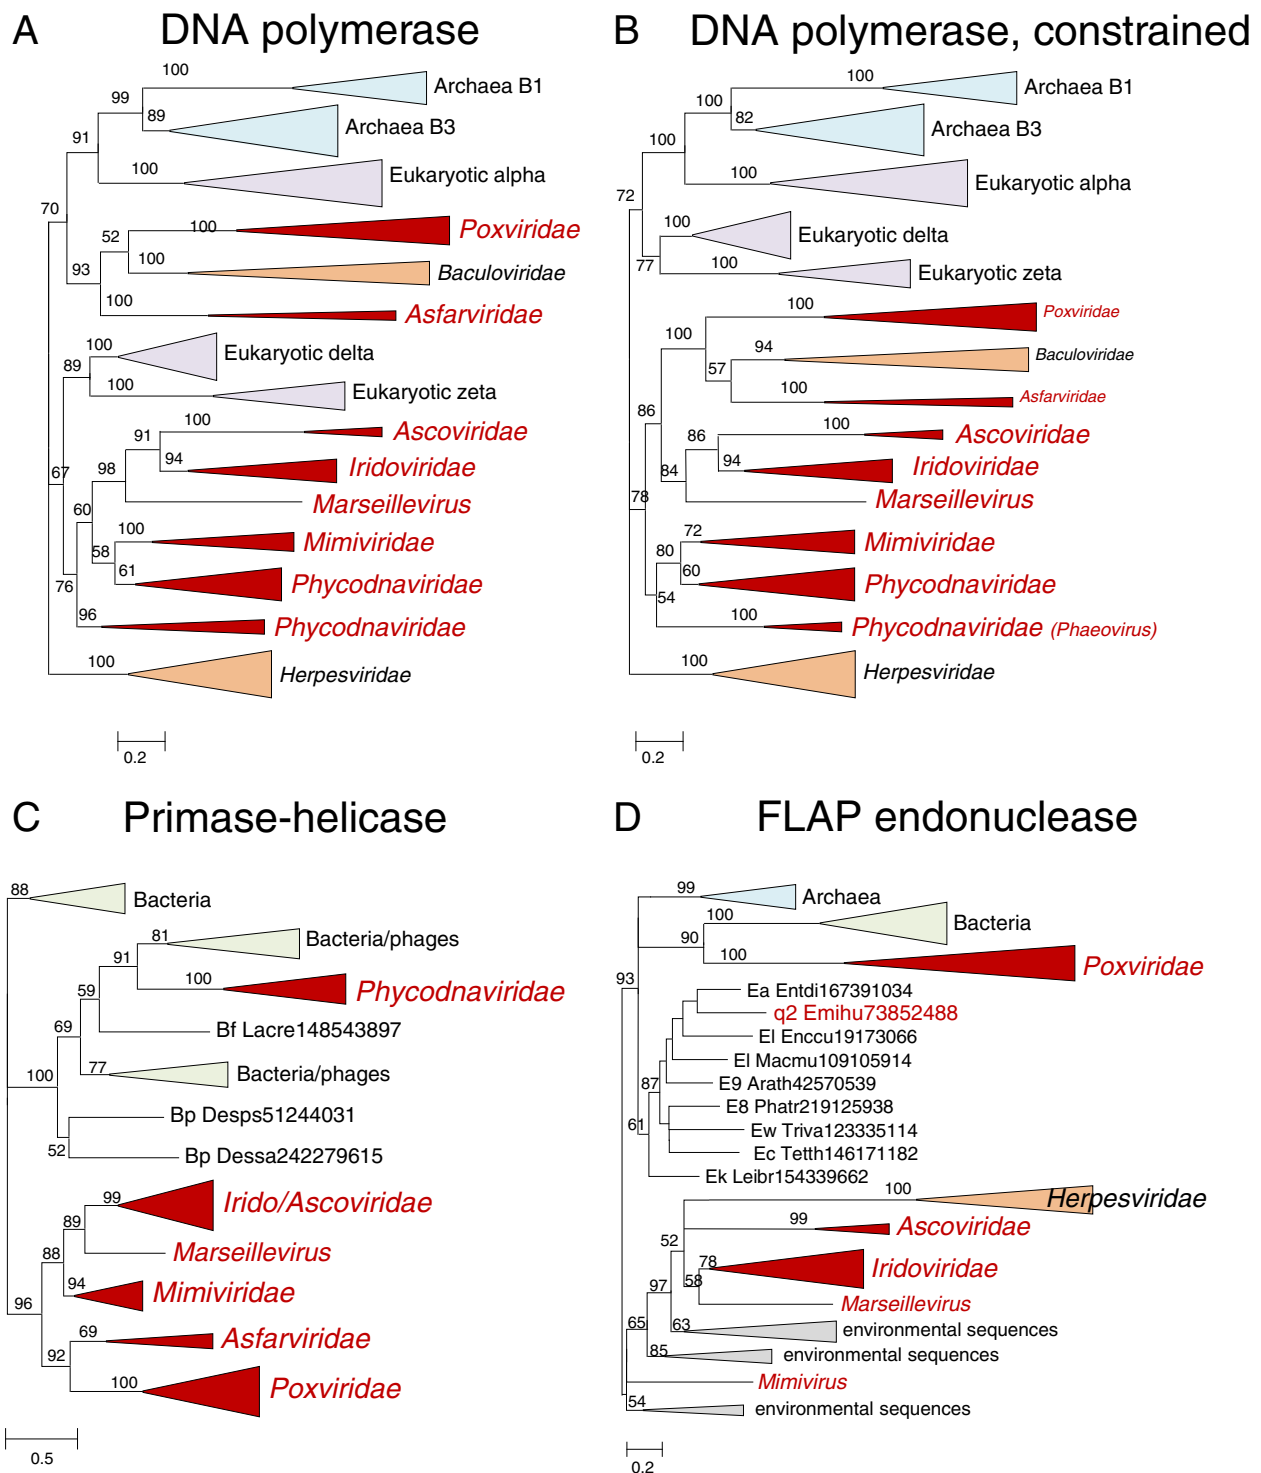 A DNA polymerase
100
Archaea B1
99
89
Archaea B3
91
100
Eukaryotic alpha
70
100
Poxviridae
52
100
Baculoviridae
93
100
Asfarviridae
100
Eukaryotic delta
89
100
Eukaryotic zeta
100
Ascoviridae
91
94
Iridoviridae
98
67
Marseillevirus
60
100
Mimiviridae
58
61
Phycodnaviridae
76
96
Phycodnaviridae
100
Herpesviridae
0.2
B DNA polymerase, constrained
100
Archaea B1
100
82
Archaea B3
100
100
Eukaryotic alpha
72
100
Eukaryotic delta
77
100
Eukaryotic zeta
100
Poxviridae
100
94
Baculoviridae
57
100
Asfarviridae
86
100
Ascoviridae
86
94
Iridoviridae
84
78
Marseillevirus
72
Mimiviridae
80
60
Phycodnaviridae
54
100
Phycodnaviridae (Phaeovirus)
100
Herpesviridae
0.2
C Primase-helicase
88
Bacteria
81
Bacteria/phages
91
100
Phycodnaviridae
59
Bf Lacre148543897
69
77
Bacteria/phages
100
Bp Desps51244031
52
Bp Dessa242279615
99
Irido/Ascoviridae
89
Marseillevirus
88
94
Mimiviridae
96
69
Asfarviridae
92
100
Poxviridae
0.5
D FLAP endonuclease
99
Archaea
100
Bacteria
90
100
Poxviridae
93
Ea Entdi167391034
q2 Emihu73852488
El Enccu19173066
El Macmu109105914
87
E9 Arath42570539
E8 Phatr219125938
61
Ew Triva123335114
Ec Tetth146171182
Ek Leibr154339662
100
Herpesviridae
99
Ascoviridae
52
78
Iridoviridae
58
97
Marseillevirus
65
63
environmental sequences
85
environmental sequences
Mimivirus
54
environmental sequences
0.2